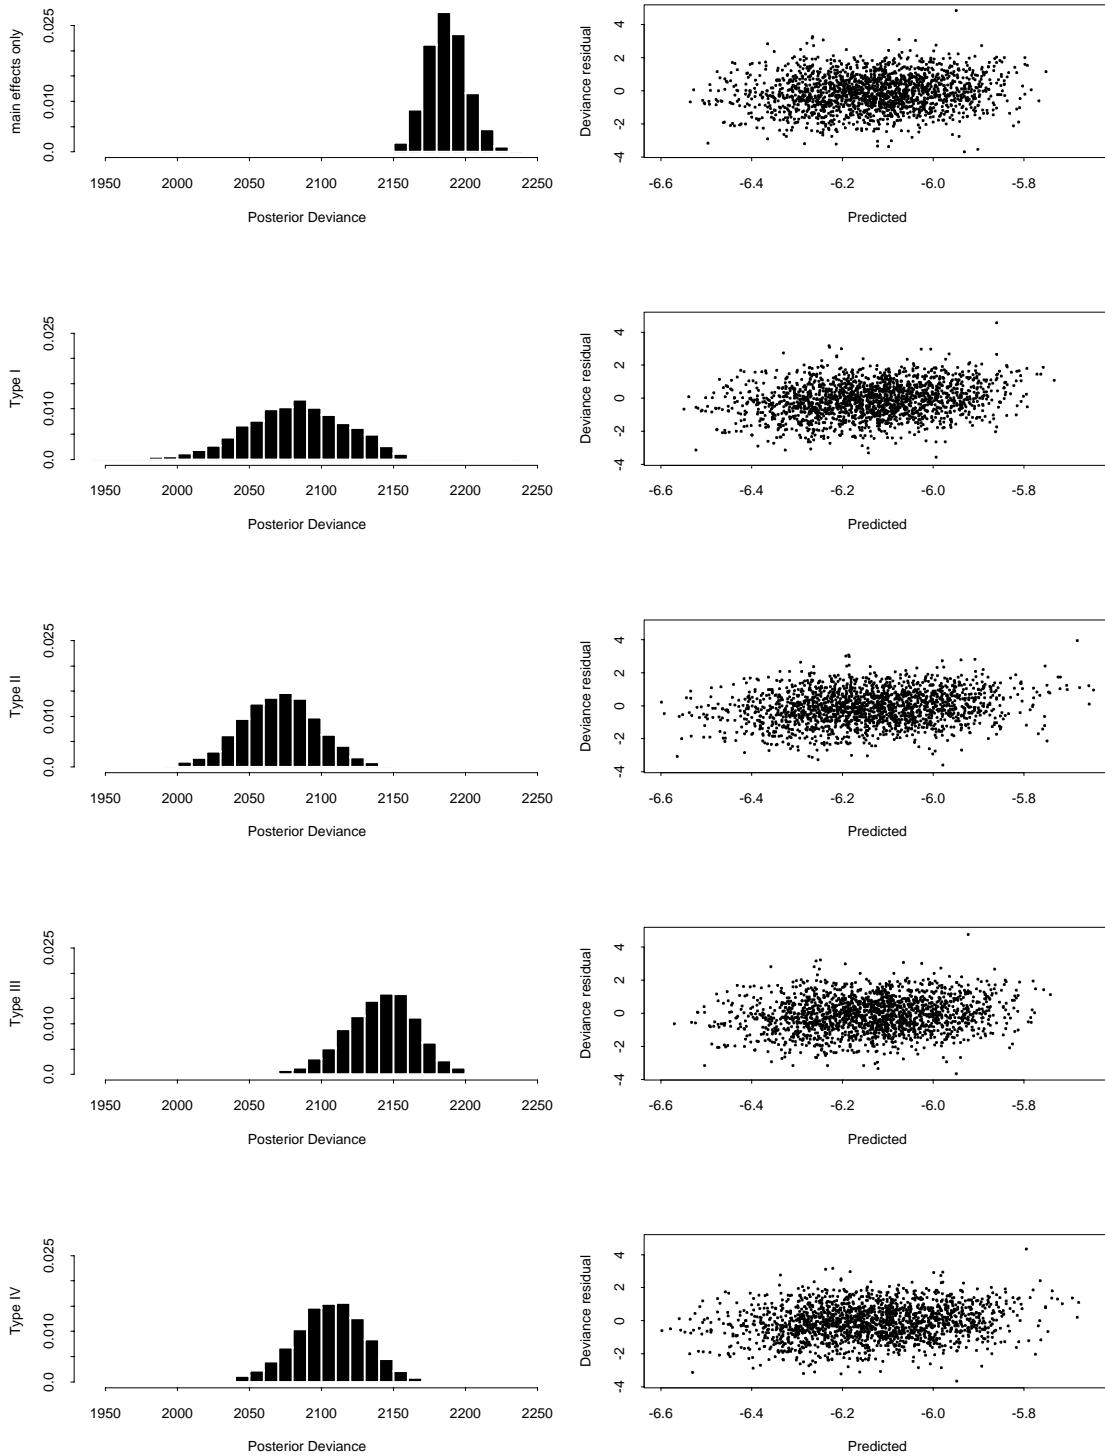 main effects only
0.0 0.010 0.025
1950 2000 2050 2100 2150 2200 2250
Posterior Deviance
Deviance residual
-4 -2 0 2 4
-6.6 -6.4 -6.2 -6.0 -5.8
Predicted
Type I
0.0 0.010 0.025
1950 2000 2050 2100 2150 2200 2250
Posterior Deviance
Deviance residual
-4 -2 0 2 4
-6.6 -6.4 -6.2 -6.0 -5.8
Predicted
Type II
0.0 0.010 0.025
1950 2000 2050 2100 2150 2200 2250
Posterior Deviance
Deviance residual
-4 -2 0 2 4
-6.6 -6.4 -6.2 -6.0 -5.8
Predicted
Type III
0.0 0.010 0.025
1950 2000 2050 2100 2150 2200 2250
Posterior Deviance
Deviance residual
-4 -2 0 2 4
-6.6 -6.4 -6.2 -6.0 -5.8
Predicted
Type IV
0.0 0.010 0.025
1950 2000 2050 2100 2150 2200 2250
Posterior Deviance
Deviance residual
-4 -2 0 2 4
-6.6 -6.4 -6.2 -6.0 -5.8
Predicted